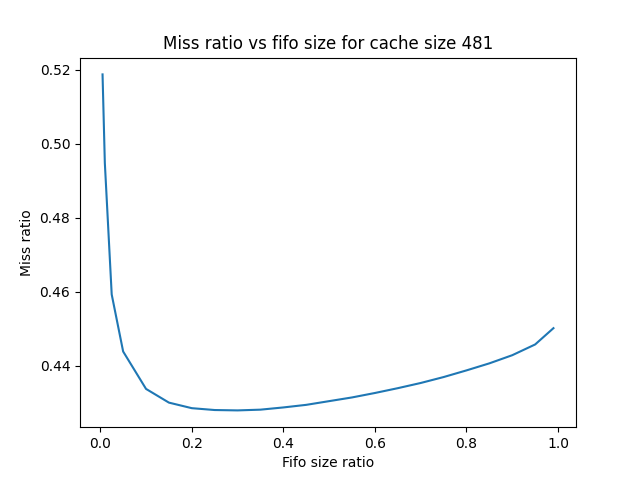 Miss ratio vs fifo size for cache size 481
0.52
0.50
0.48
0.46
0.44
Miss ratio
0.0 0.2 0.4 0.6 0.8 1.0
Fifo size ratio